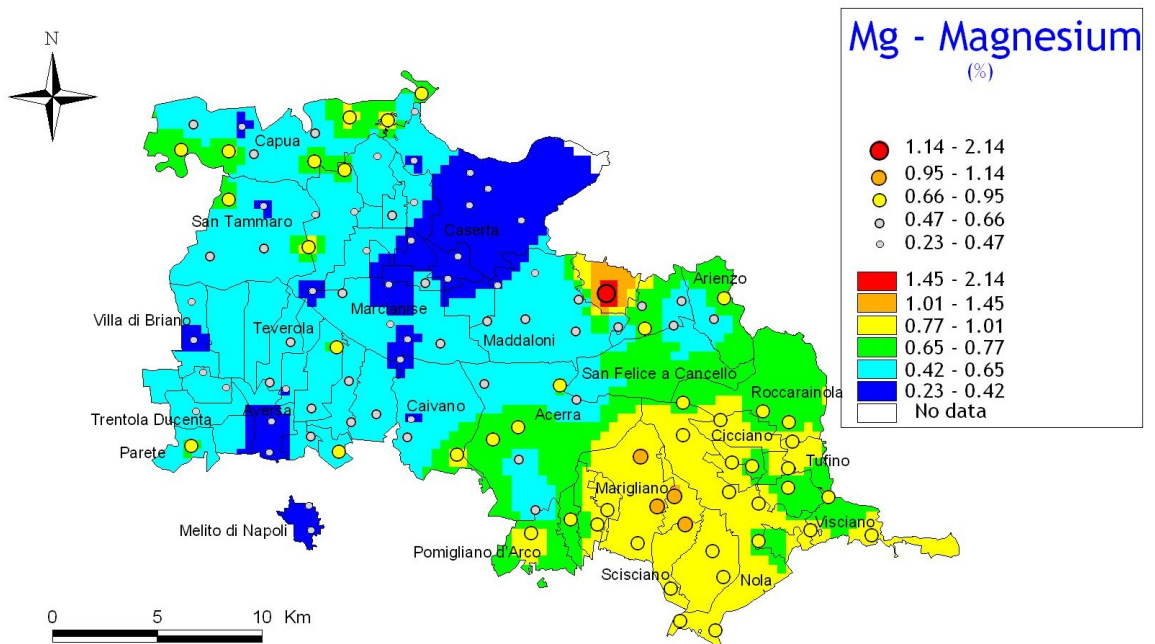 N
Mg - Magnesium
(%)
1.14 - 2.14
0.95 - 1.14
0.66 - 0.95
0.47 - 0.66
0.23 - 0.47
1.45 - 2.14
1.01 - 1.45
0.77 - 1.01
0.65 - 0.77
0.42 - 0.65
0.23 - 0.42
No data
Capua
San Tammaro
Caserta
Arienzo
Villa di Briano
Teverola
Marcianise
Maddaloni
San Felice a Cancello
Roccarainola
Trentola Ducenta
Aversa
Caivano
Acerra
Cicciano
Parete
Tufino
Marigliano
Melito di Napoli
Visciano
Pomigliano d'Arco
Scisciano
Nola
0 5 10 Km